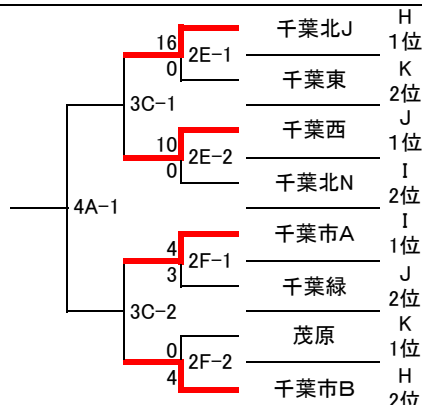 千葉北J H 1位
16 2E-1
0 千葉東 K 2位
3C-1
千葉西 J 1位
10 2E-2
0 千葉北N I 2位
4A-1
千葉市A I 1位
4 2F-1
3 千葉緑 J 2位
3C-2
茂原 K 1位
0 2F-2
4 千葉市B H 2位